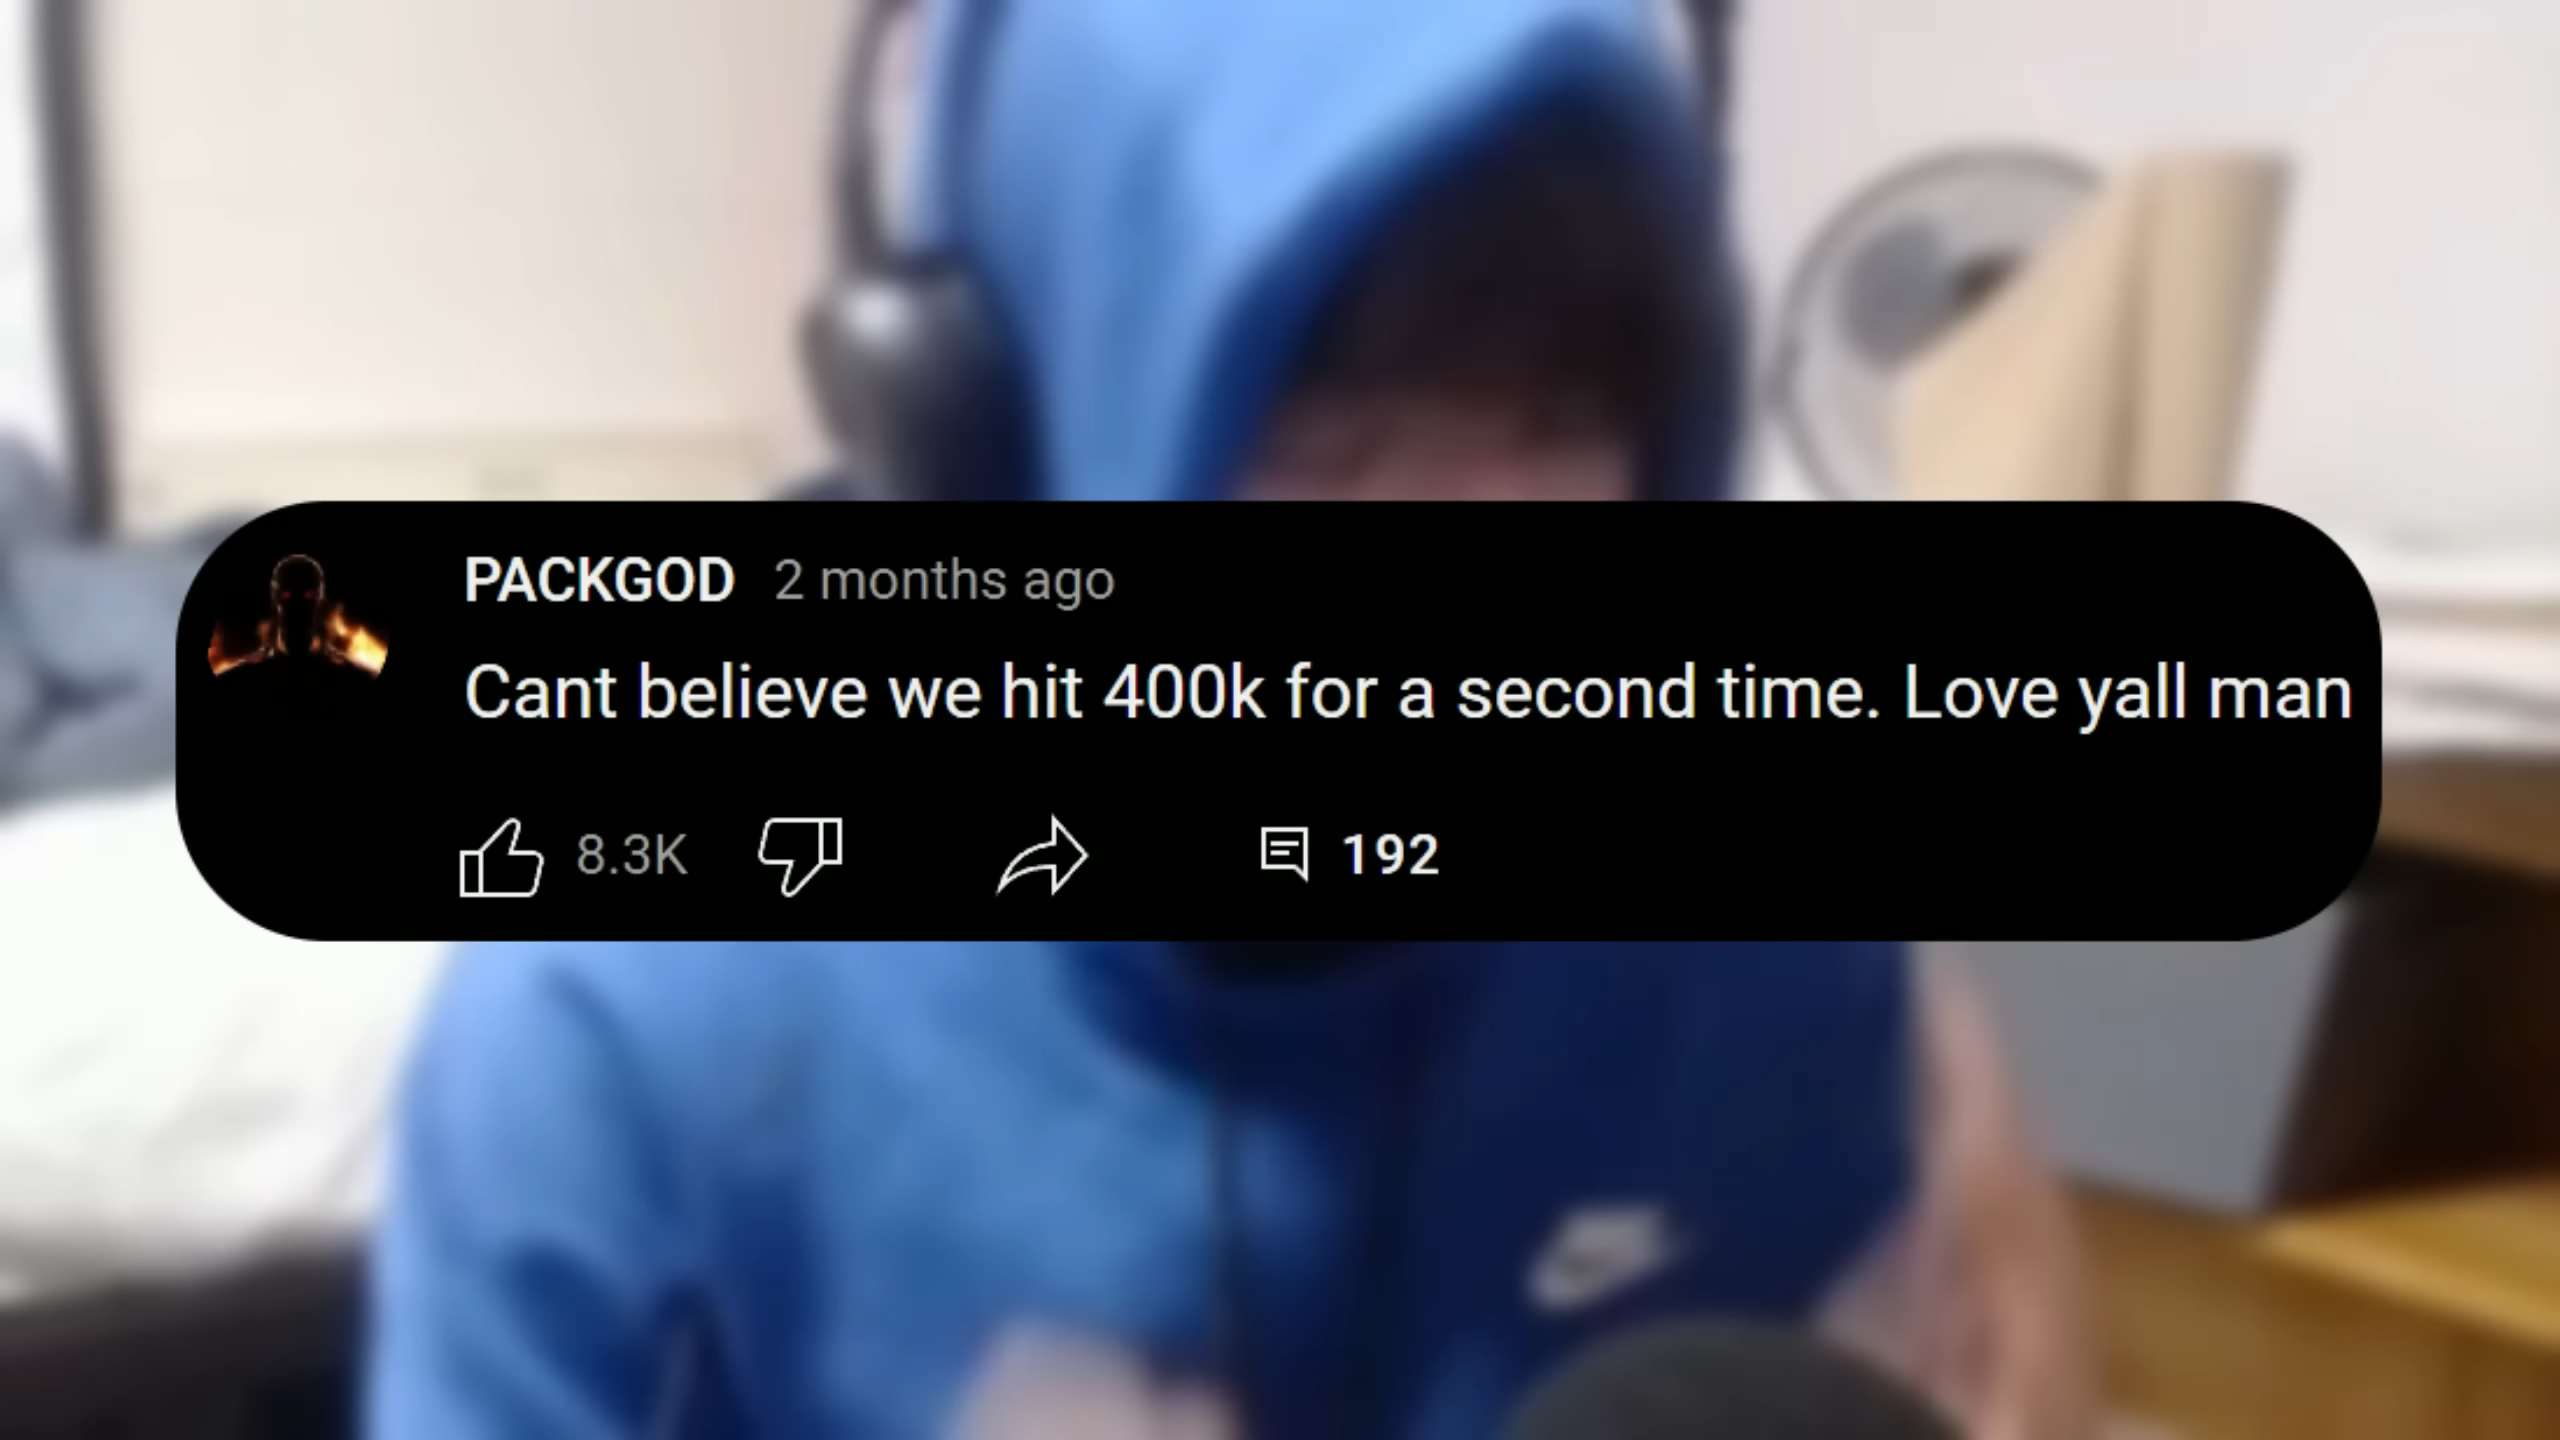 PACKGOD 2 months ago
Cant believe we hit 400k for a second time. Love yall man
8.3K 192